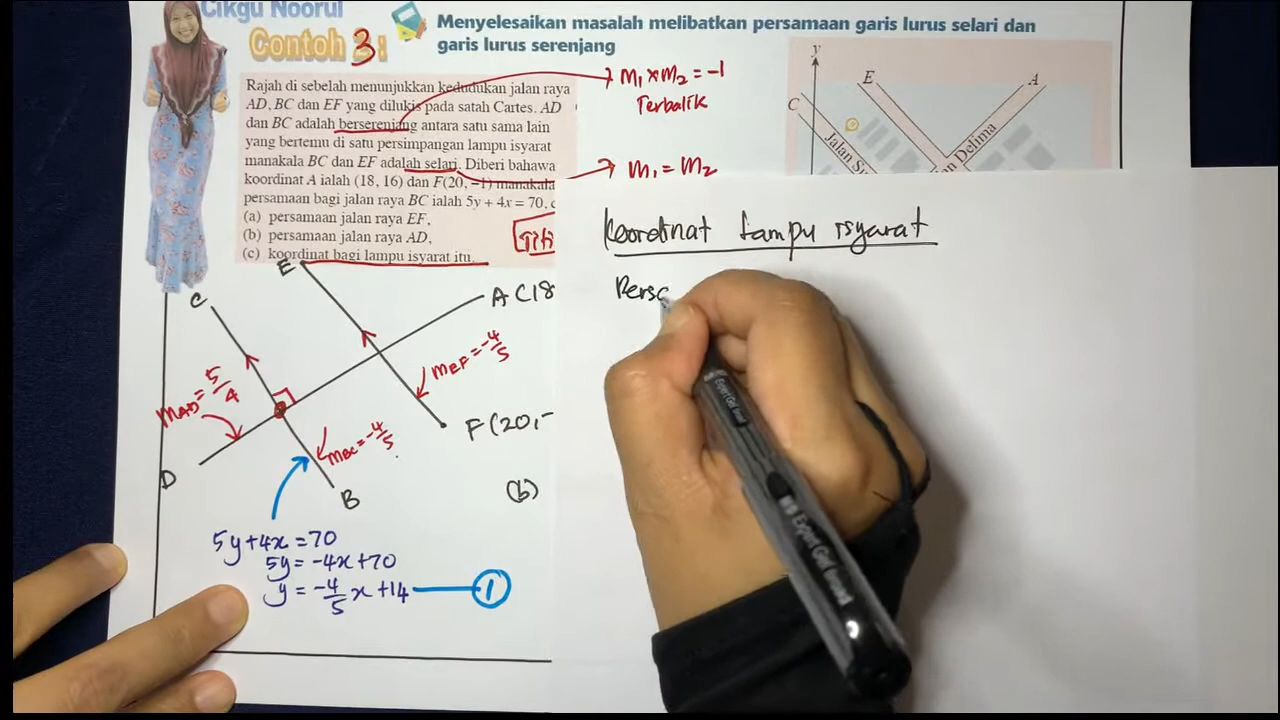 Cikgu Noorul
Contoh 3:
Menyelesaikan masalah melibatkan persamaan garis lurus selari dan
garis lurus serenjang
Rajah di sebelah menunjukkan kedudukan jalan raya
AD, BC dan EF yang dilukis pada satah Cartes. AD
dan BC adalah berserenjang antara satu sama lain
yang bertemu di satu persimpangan lampu isyarat
manakala BC dan EF adalah selari. Diberi bahawa
koordinat A ialah (18, 16) dan F(20, −1) manakala
persamaan bagi jalan raya BC ialah 5y + 4x = 70,
(a) persamaan jalan raya EF,
(b) persamaan jalan raya AD,
(c) koordinat bagi lampu isyarat itu.
m₁ × m₂ = -1
Terbalik
m₁ = m₂
y
E
A
C
Jalan
Delima
Koordinat lampu isyarat
Persa
E
C
A (18
m_EF = -4/5
m_AD = 5/4
F(20,-
m_BC = -4/5
D
B
(b)
5y+4x = 70
5y = -4x+70
y = -4/5 x + 14
1